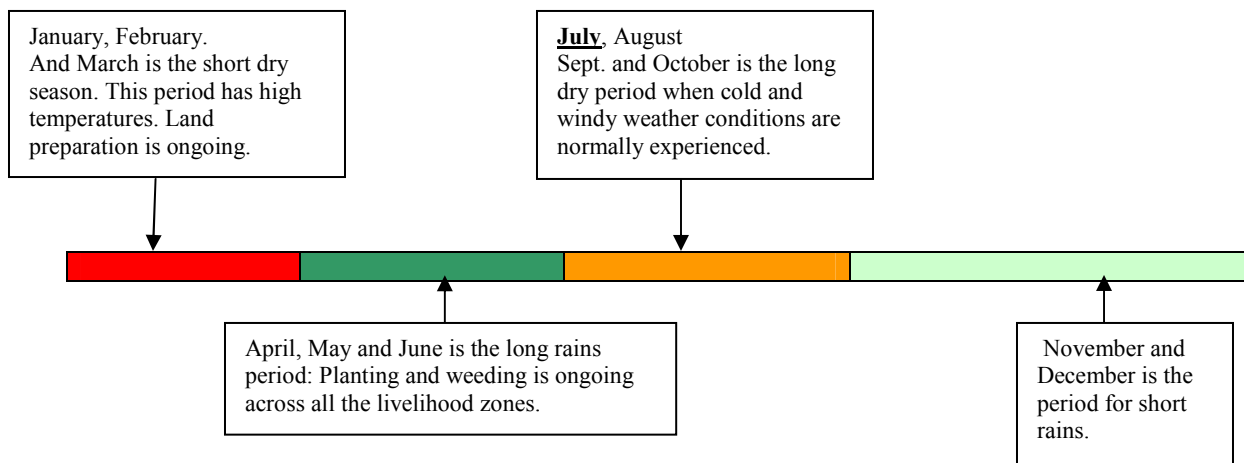 January, February.
And March is the short dry
season. This period has high
temperatures. Land
preparation is ongoing.
July, August
Sept. and October is the long
dry period when cold and
windy weather conditions are
normally experienced.
April, May and June is the long rains
period: Planting and weeding is ongoing
across all the livelihood zones.
November and
December is the
period for short
rains.